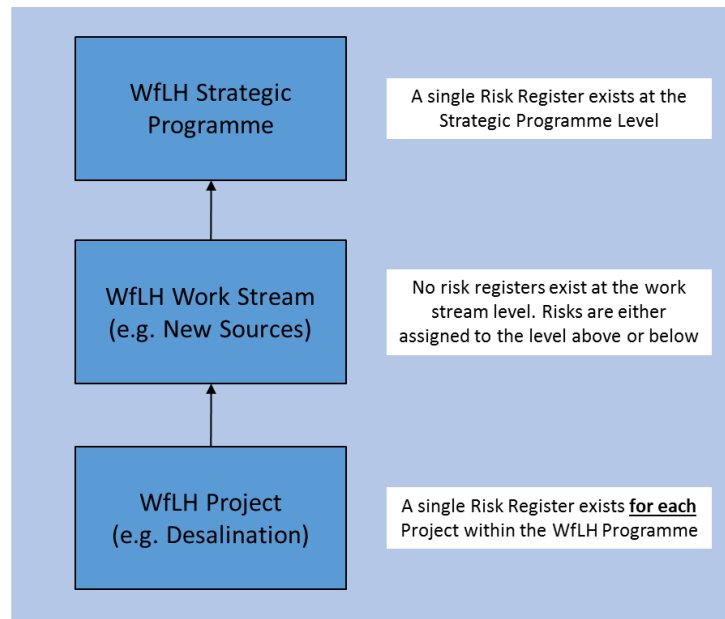 WfLH Strategic
Programme
A single Risk Register exists at the
Strategic Programme Level
WfLH Work Stream
(e.g. New Sources)
No risk registers exist at the work
stream level. Risks are either
assigned to the level above or below
WfLH Project
(e.g. Desalination)
A single Risk Register exists for each
Project within the WfLH Programme